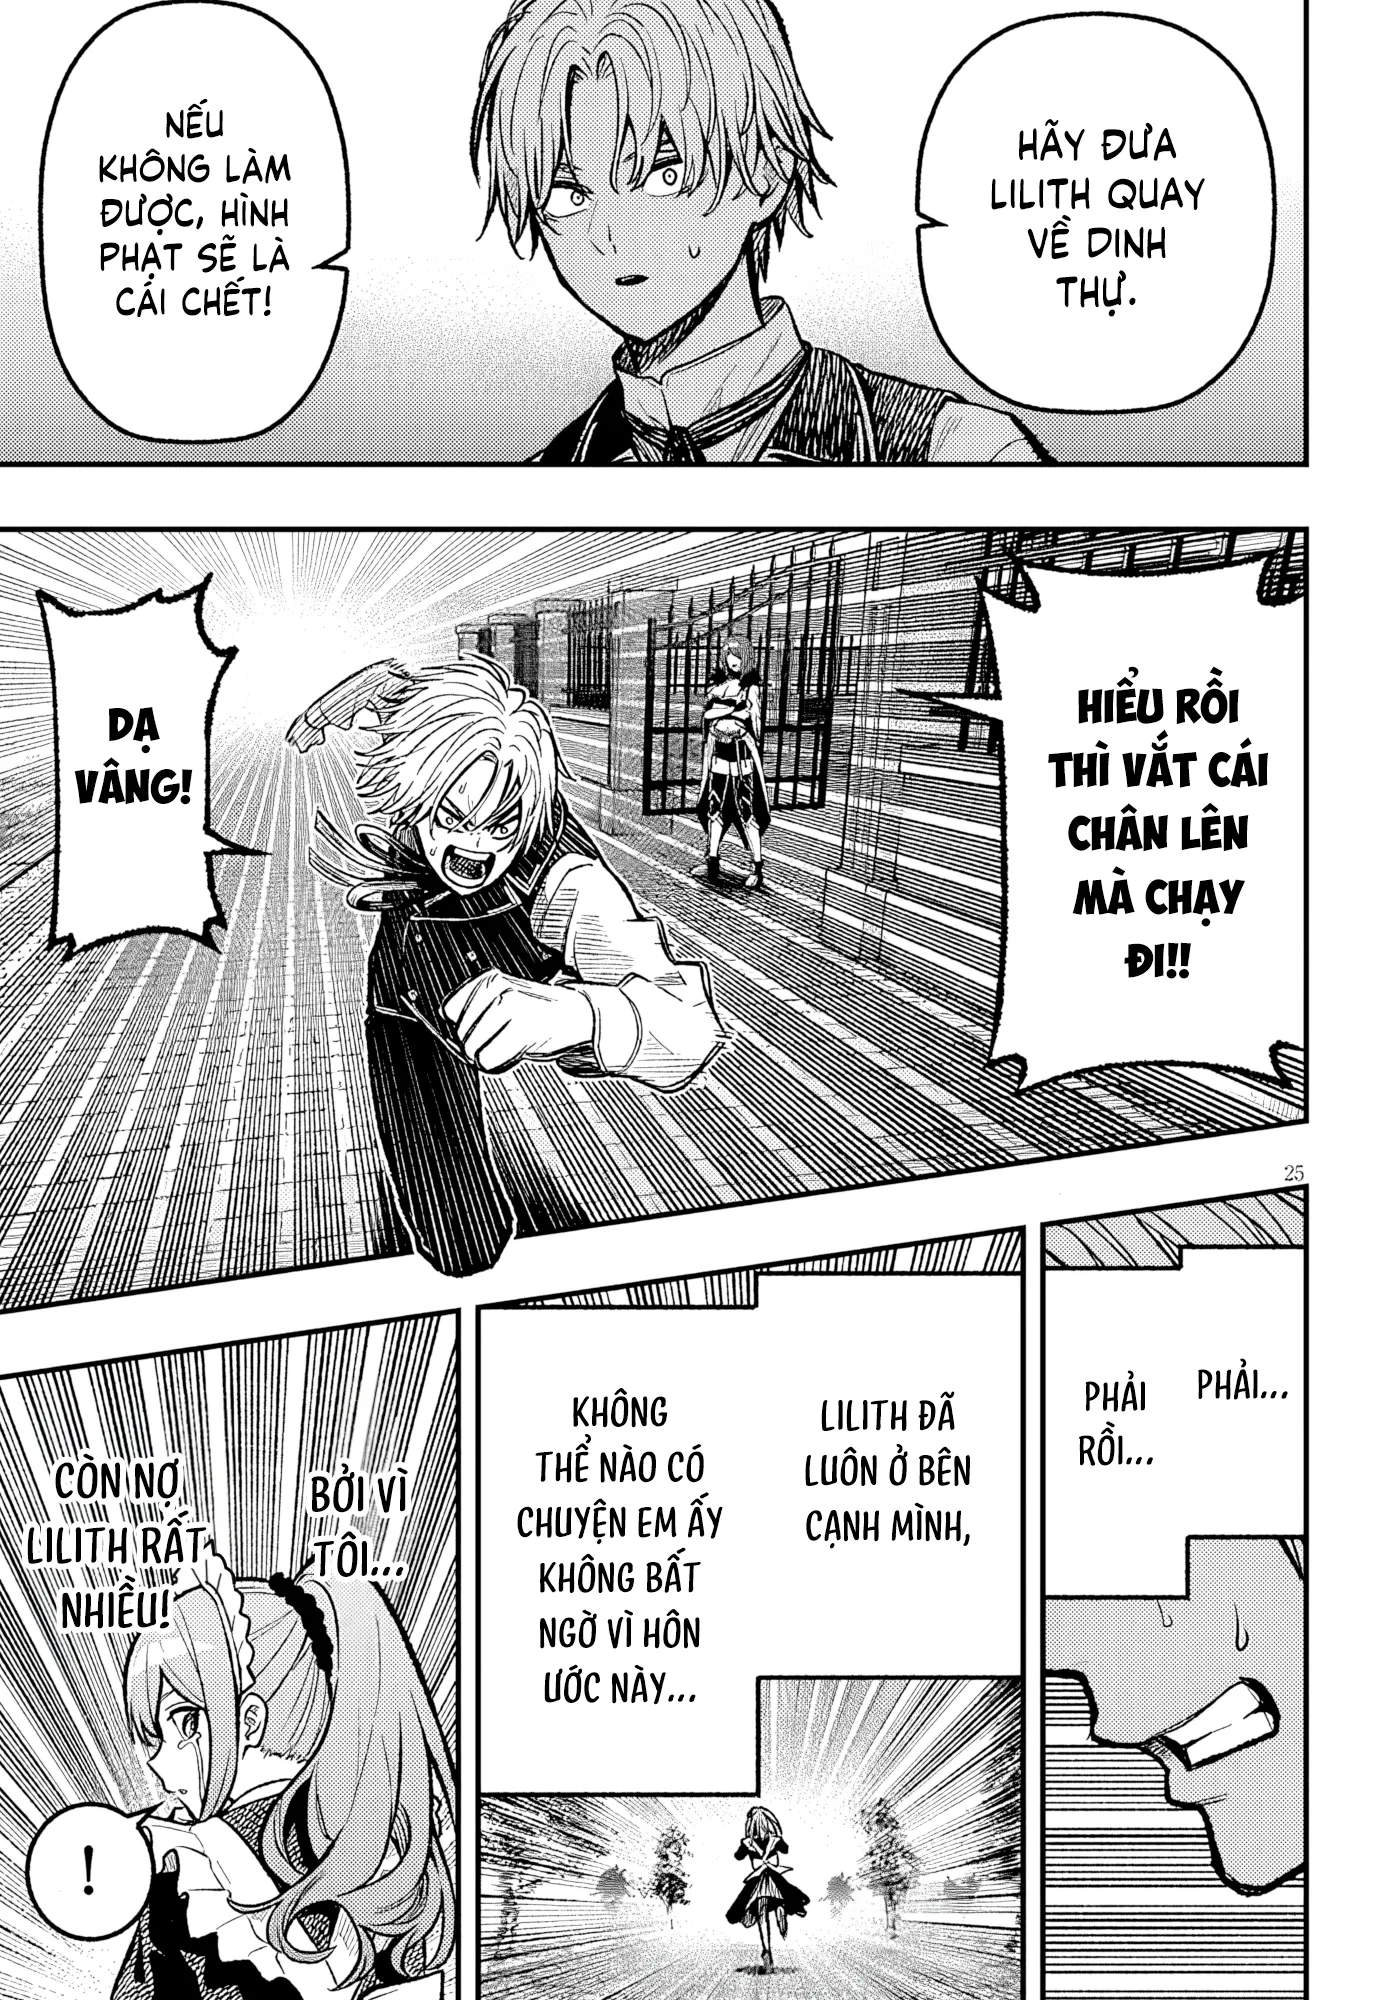 HÃY ĐƯA
LILITH QUAY
VỀ DINH
THỰ.
NẾU
KHÔNG LÀM
ĐƯỢC, HÌNH
PHẠT SẼ LÀ
CÁI CHẾT!
HIỂU RỒI
THÌ VẮT CÁI
CHÂN LÊN
MÀ CHẠY
ĐI!!
DẠ
VÂNG!
25
PHẢI...
PHẢI
RỒI...
LILITH ĐÃ
LUÔN Ở BÊN
CẠNH MÌNH,
KHÔNG
THỂ NÀO CÓ
CHUYỆN EM ẤY
KHÔNG BẤT
NGỜ VÌ HÔN
ƯỚC NÀY...
BỞI VÌ
TÔI...
CÒN NỢ
LILITH RẤT
NHIỀU!
!